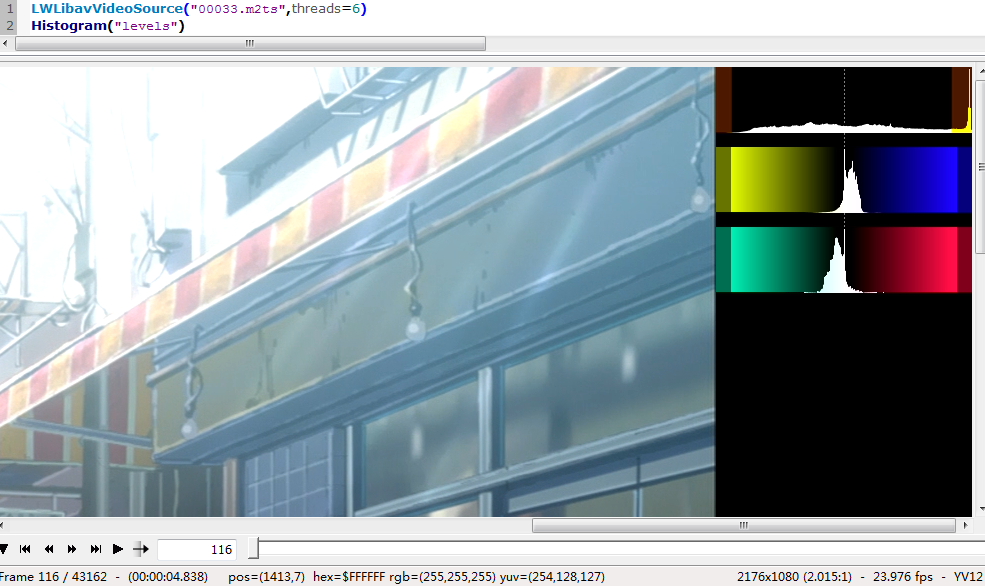 1 LWLibavVideoSource("00033.m2ts",threads=6)
2 Histogram("levels")
116
Frame 116 / 43162 - (00:00:04.838) pos=(1413,7) hex=$FFFFFF rgb=(255,255,255) yuv=(254,128,127) 2176x1080 (2.015:1) - 23.976 fps - YV12